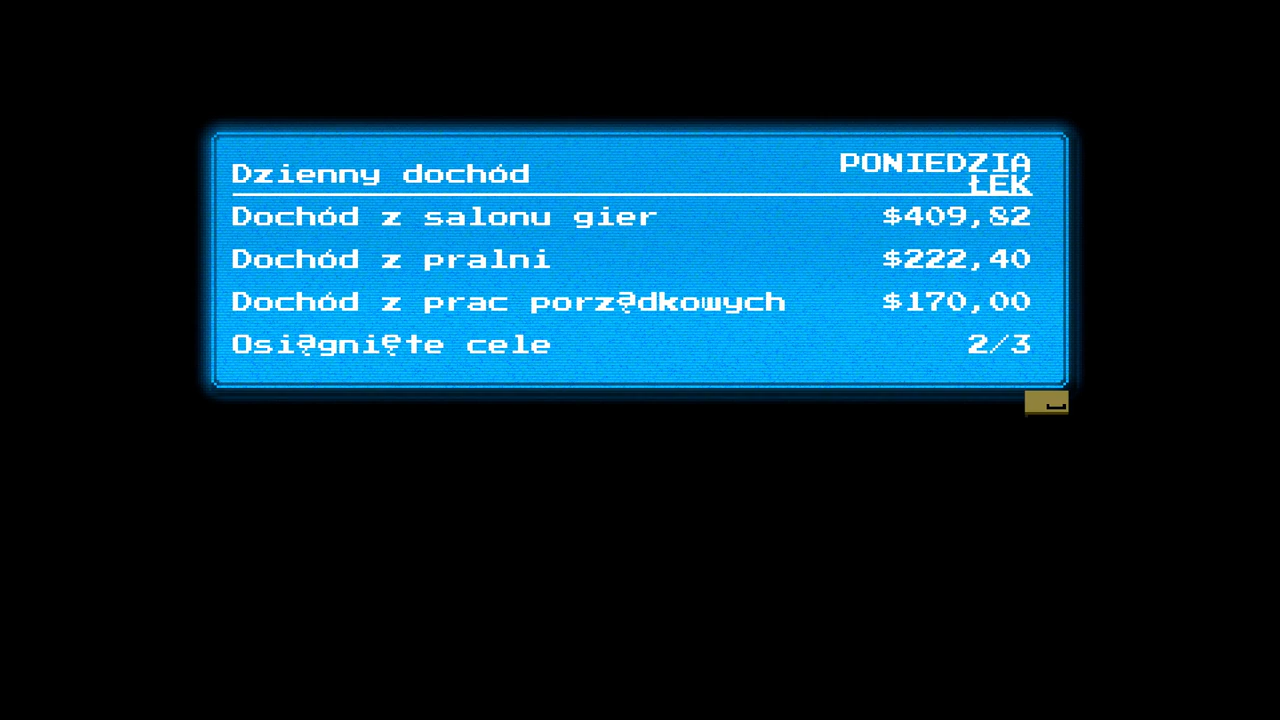 Dzienny dochód
PONIEDZIA
ŁEK
Dochód z salonu gier $409,82
Dochód z pralni $222,40
Dochód z prac porządkowych $170,00
Osiągnięte cele 2/3